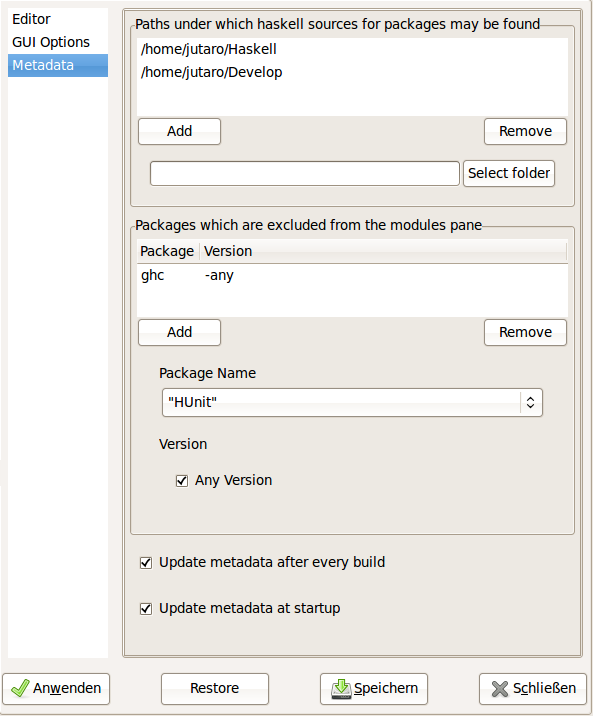 Editor
GUI Options
Metadata
Paths under which haskell sources for packages may be found
/home/jutaro/Haskell
/home/jutaro/Develop
Add Remove
Select folder
Packages which are excluded from the modules pane
Package Version
ghc -any
Add Remove
Package Name
"HUnit"
Version
Any Version
Update metadata after every build
Update metadata at startup
Anwenden Restore Speichern Schließen